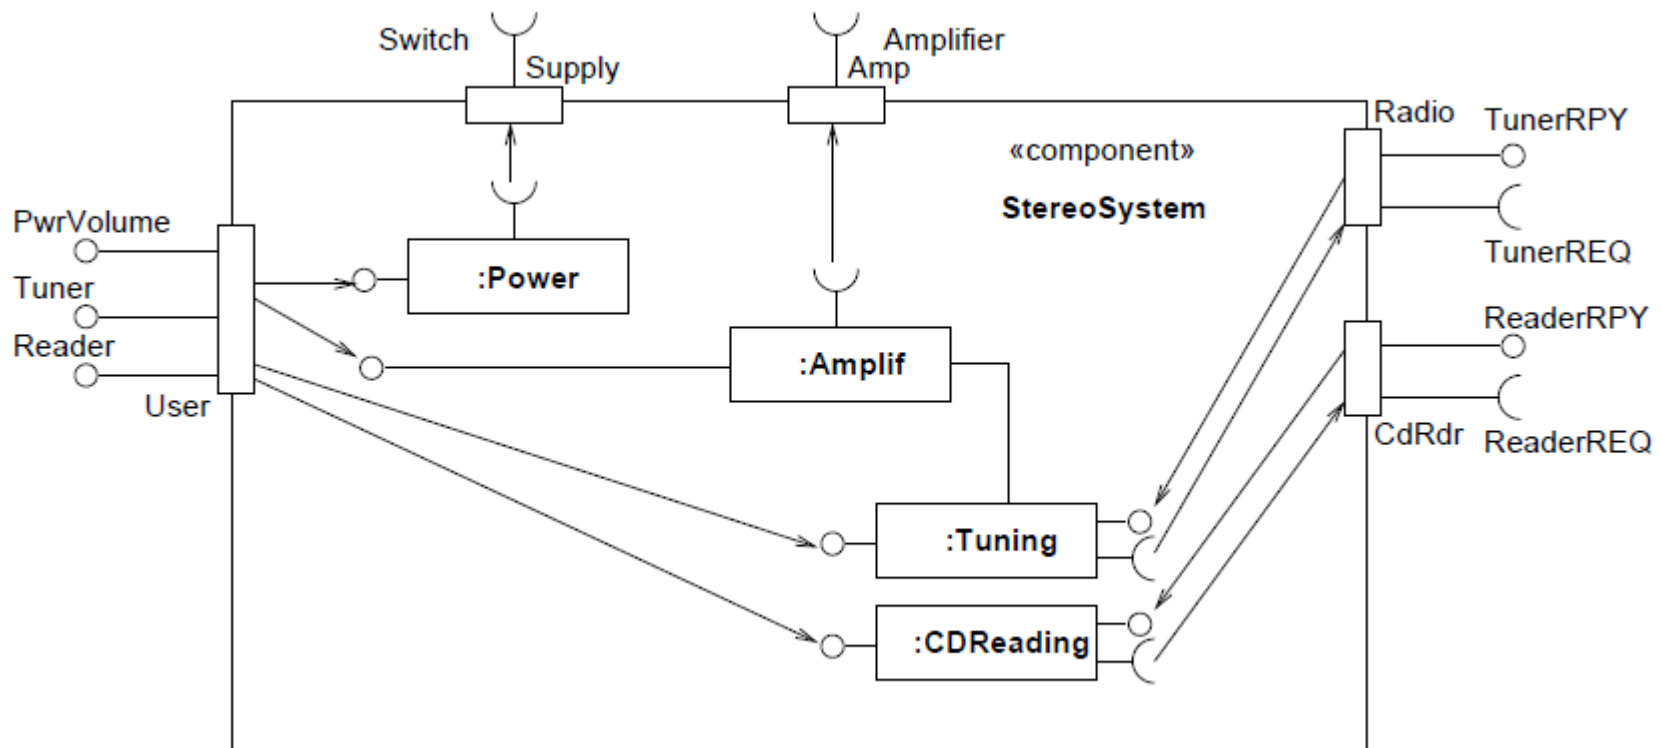 Switch
Supply
Amplifier
Amp
Radio
TunerRPY
«component»
StereoSystem
PwrVolume
Tuner
Reader
User
:Power
TunerREQ
ReaderRPY
:Amplif
CdRdr
ReaderREQ
:Tuning
:CDReading